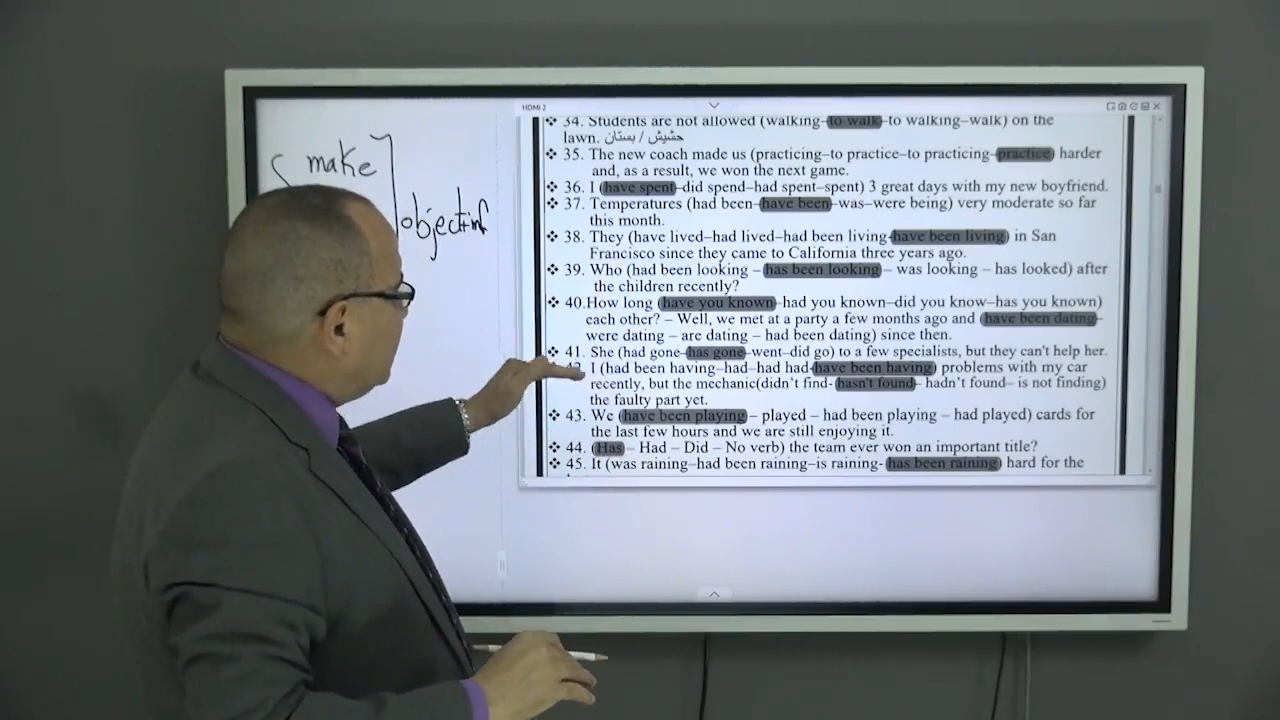 HDMI 2
make
object+inf
34. Students are not allowed (walking–to walk–to walking–walk) on the
lawn. حشيش / بستان
35. The new coach made us (practicing–to practice–to practicing–practice) harder
and, as a result, we won the next game.
36. I (have spent–did spend–had spent–spent) 3 great days with my new boyfriend.
37. Temperatures (had been–have been–was–were being) very moderate so far
this month.
38. They (have lived–had lived–had been living-have been living) in San
Francisco since they came to California three years ago.
39. Who (had been looking – has been looking – was looking – has looked) after
the children recently?
40.How long (have you known–had you known–did you know–has you known)
each other? – Well, we met at a party a few months ago and (have been dating–
were dating – are dating – had been dating) since then.
41. She (had gone–has gone–went–did go) to a few specialists, but they can't help her.
I (had been having–had–had had-have been having) problems with my car
recently, but the mechanic(didn't find- hasn't found– hadn't found– is not finding)
the faulty part yet.
43. We (have been playing – played – had been playing – had played) cards for
the last few hours and we are still enjoying it.
44. (Has – Had – Did – No verb) the team ever won an important title?
45. It (was raining–had been raining–is raining- has been raining) hard for the